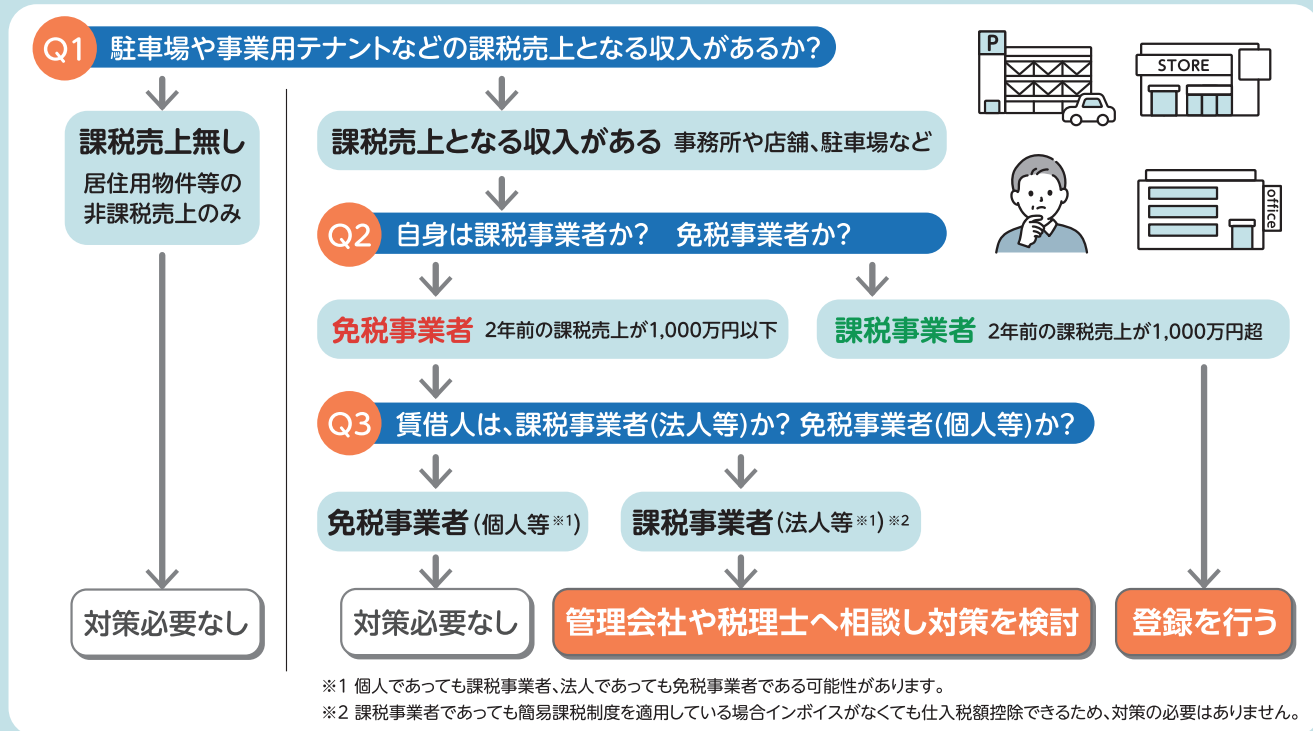 Q1 駐車場や事業用テナントなどの課税売上となる収入があるか?
P
STORE
課税売上無し
居住用物件等の
非課税売上のみ
課税売上となる収入がある 事務所や店舗、駐車場など
office
Q2 自身は課税事業者か? 免税事業者か?
免税事業者 2年前の課税売上が1,000万円以下
課税事業者 2年前の課税売上が1,000万円超
Q3 賃借人は、課税事業者(法人等)か? 免税事業者(個人等)か?
免税事業者(個人等※1)
課税事業者(法人等※1)※2
対策必要なし
対策必要なし
管理会社や税理士へ相談し対策を検討
登録を行う
※1 個人であっても課税事業者、法人であっても免税事業者である可能性があります。
※2 課税事業者であっても簡易課税制度を適用している場合インボイスがなくても仕入税額控除できるため、対策の必要はありません。